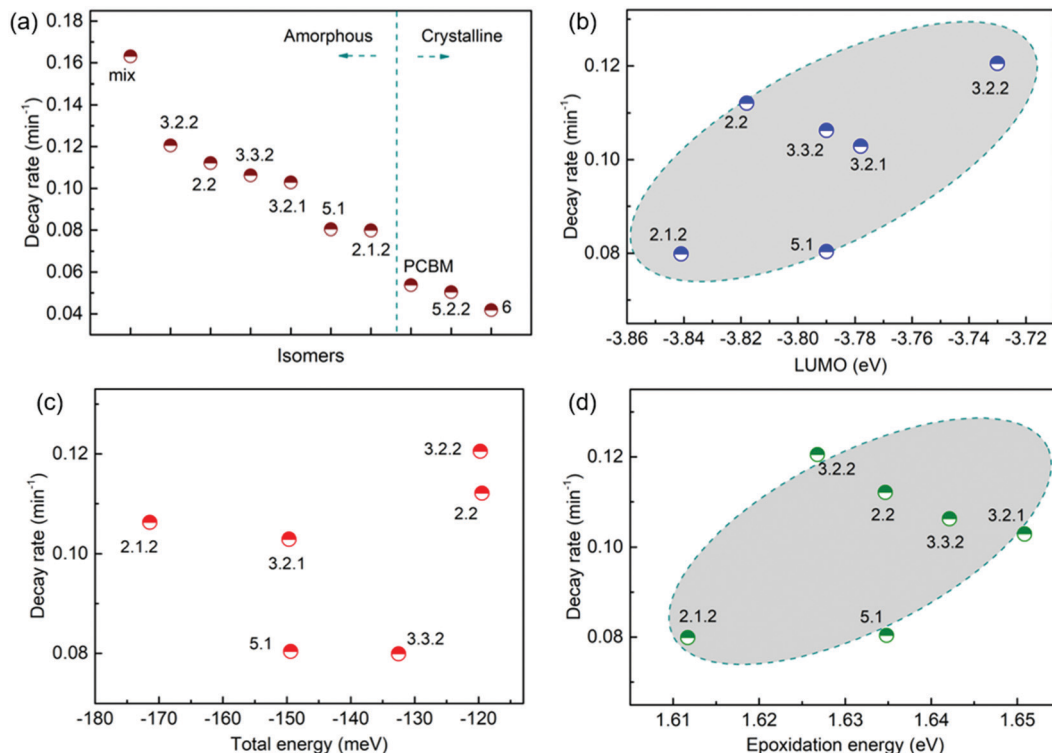 (a)
0.18
0.16
0.14
0.12
0.10
0.08
0.06
0.04
Decay rate (min⁻¹)
Amorphous
Crystalline
mix
3.2.2
2.2
3.3.2
3.2.1
5.1
2.1.2
PCBM
5.2.2
6
Isomers
(b)
0.12
0.10
0.08
Decay rate (min⁻¹)
3.2.2
2.2
3.3.2
3.2.1
2.1.2
5.1
-3.86 -3.84 -3.82 -3.80 -3.78 -3.76 -3.74 -3.72
LUMO (eV)
(c)
0.12
0.10
0.08
Decay rate (min⁻¹)
3.2.2
2.2
2.1.2
3.2.1
5.1
3.3.2
-180 -170 -160 -150 -140 -130 -120
Total energy (meV)
(d)
0.12
0.10
0.08
Decay rate (min⁻¹)
3.2.2
2.2
3.3.2
3.2.1
2.1.2
5.1
1.61 1.62 1.63 1.64 1.65
Epoxidation energy (eV)